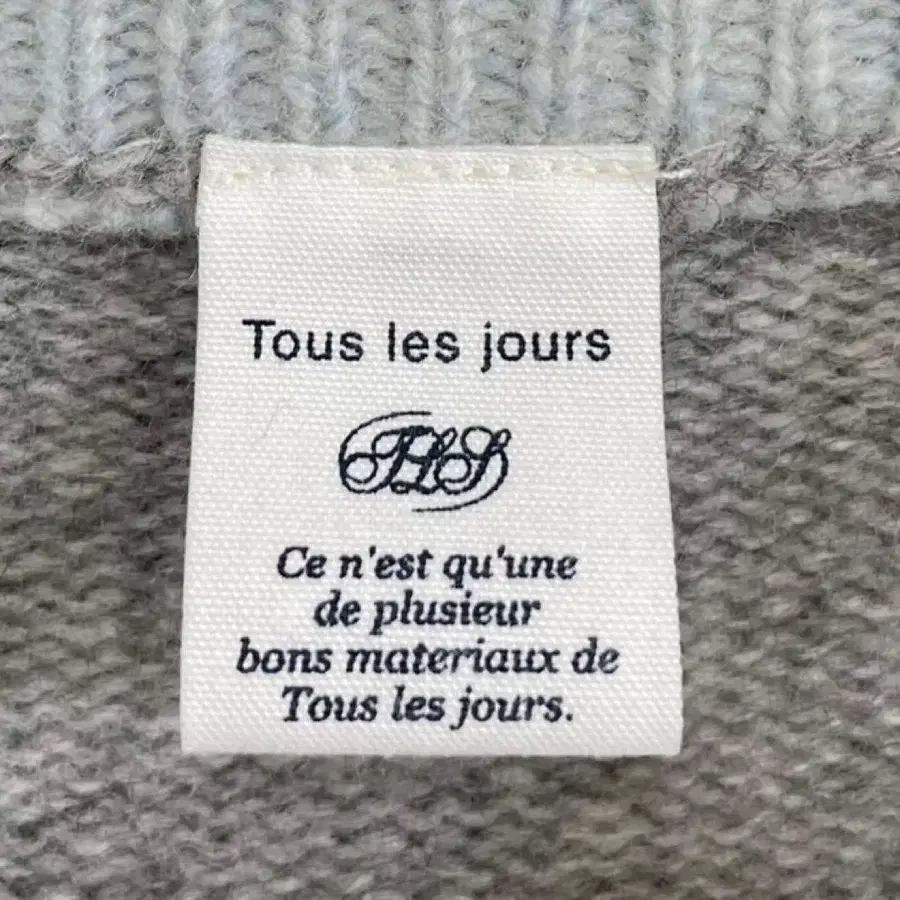 Tous les jours
TLS
Ce n'est qu'une
de plusieur
bons materiaux de
Tous les jours.